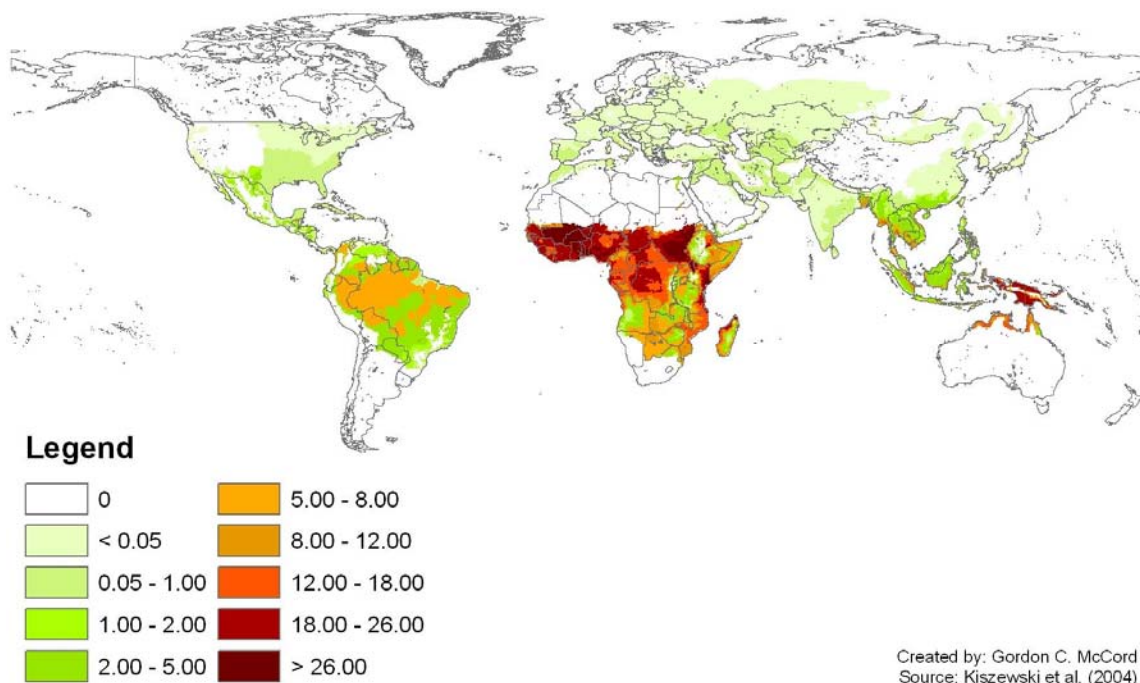 Legend
0
< 0.05
0.05 - 1.00
1.00 - 2.00
2.00 - 5.00
5.00 - 8.00
8.00 - 12.00
12.00 - 18.00
18.00 - 26.00
> 26.00
Created by: Gordon C. McCord
Source: Kiszewski et al. (2004)